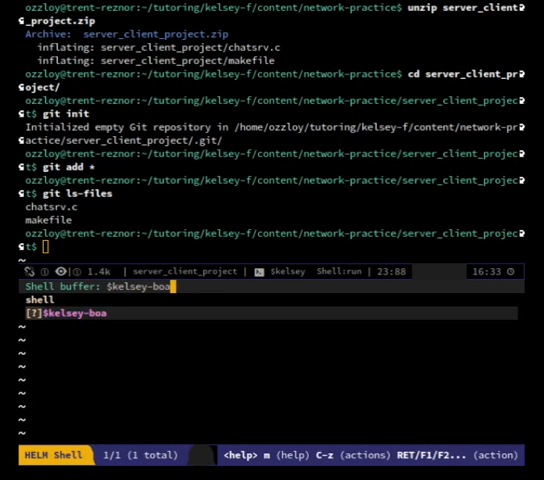 ozzloy@trent-reznor:~/tutoring/kelsey-f/content/network-practice$ unzip server_client
_project.zip
Archive:  server_client_project.zip
  inflating: server_client_project/chatsrv.c
  inflating: server_client_project/makefile
ozzloy@trent-reznor:~/tutoring/kelsey-f/content/network-practice$ cd server_client_pr
oject/
ozzloy@trent-reznor:~/tutoring/kelsey-f/content/network-practice/server_client_projec
t$ git init
Initialized empty Git repository in /home/ozzloy/tutoring/kelsey-f/content/network-pr
actice/server_client_project/.git/
ozzloy@trent-reznor:~/tutoring/kelsey-f/content/network-practice/server_client_projec
t$ git add *
ozzloy@trent-reznor:~/tutoring/kelsey-f/content/network-practice/server_client_projec
t$ git ls-files
chatsrv.c
makefile
ozzloy@trent-reznor:~/tutoring/kelsey-f/content/network-practice/server_client_projec
t$
~
① | ① 1.4k | server_client_project | $kelsey Shell:run | 23:88 16:33
Shell buffer: $kelsey-boa
shell
[?]$kelsey-boa
~
~
~
~
~
~
~
~
~
HELM Shell 1/1 (1 total) <help> m (help) C-z (actions) RET/F1/F2... (action)